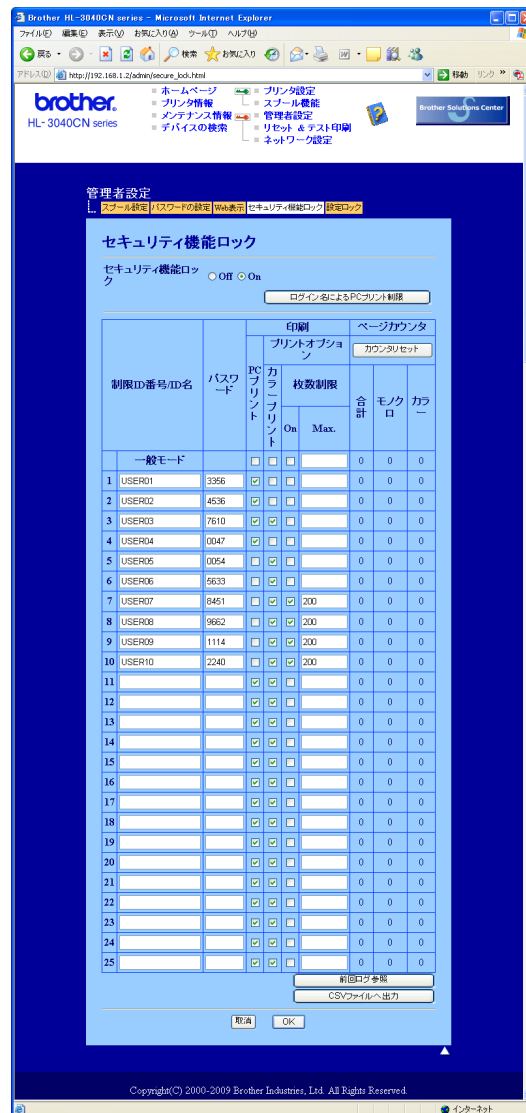 Brother HL-3040CN series - Microsoft Internet Explorer
ファイル(F) 編集(E) 表示(V) お気に入り(A) ツール(T) ヘルプ(H)
戻る 検索 お気に入り
アドレス(D) http://192.168.1.2/admin/secure_lock.html 移動 リンク »
brother.
HL-3040CN series
ホームページ プリンタ設定
プリンタ情報 スプール機能
メンテナンス情報 管理者設定
デバイスの検索 リセット & テスト印刷
ネットワーク設定
Brother Solutions Center
管理者設定
スプール設定 パスワードの設定 Web表示 セキュリティ機能ロック 設定ロック
セキュリティ機能ロック
セキュリティ機能ロック Off On
ログイン名によるPCプリント制限
制限ID番号/ID名 パスワード 印刷 ページカウンタ
プリントオプション カウンタリセット
PCプリント カラープリント 枚数制限 合計 モノクロ カラー
On Max.
一般モード 0 0 0
1 USER01 3356 0 0 0
2 USER02 4536 0 0 0
3 USER03 7610 0 0 0
4 USER04 0047 0 0 0
5 USER05 0054 0 0 0
6 USER06 5633 0 0 0
7 USER07 8451 200 0 0 0
8 USER08 9662 200 0 0 0
9 USER09 1114 200 0 0 0
10 USER10 2240 200 0 0 0
11 0 0 0
12 0 0 0
13 0 0 0
14 0 0 0
15 0 0 0
16 0 0 0
17 0 0 0
18 0 0 0
19 0 0 0
20 0 0 0
21 0 0 0
22 0 0 0
23 0 0 0
24 0 0 0
25 0 0 0
前回ログ参照
CSVファイルへ出力
取消 OK
Copyright(C) 2000-2009 Brother Industries, Ltd. All Rights Reserved.
インターネット